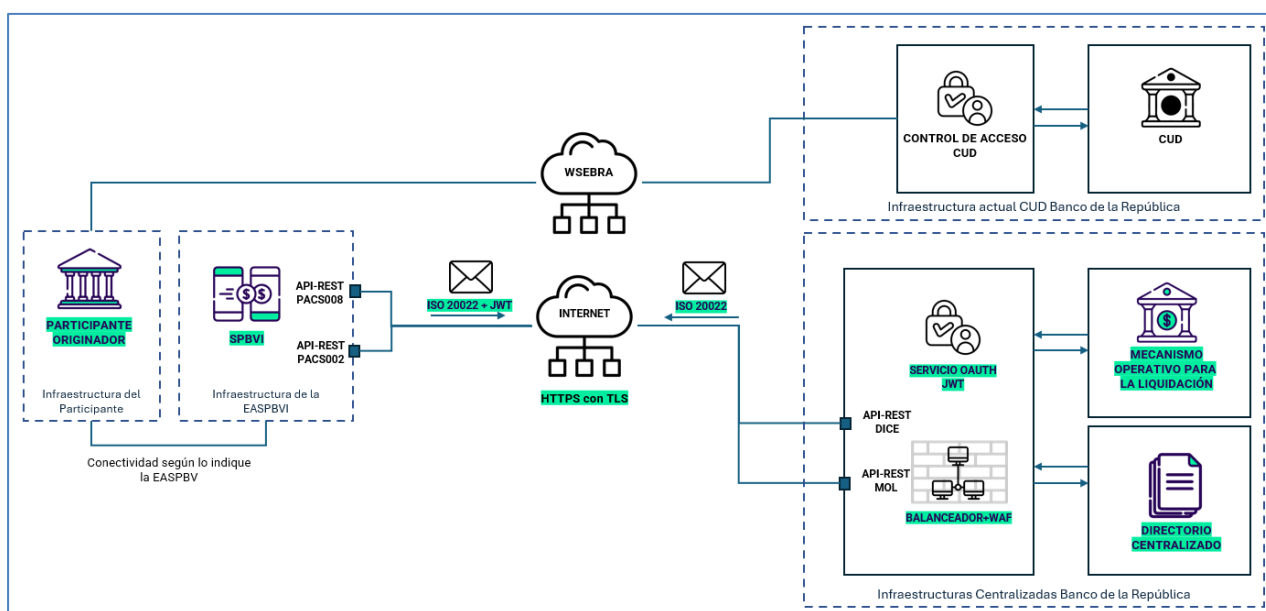 CONTROL DE ACCESO
CUD
CUD
Infraestructura actual CUD Banco de la República
WSEBRA
PARTICIPANTE
ORIGINADOR
Infraestructura del
Participante
SPBVI
API-REST
PACS008
API-REST
PACS002
Infraestructura de la
EASPBVI
Conectividad según lo indique
la EASPBV
ISO 20022 + JWT
INTERNET
HTTPS con TLS
ISO 20022
SERVICIO OAUTH
JWT
API-REST
DICE
API-REST
MOL
BALANCEADOR+WAF
MECANISMO
OPERATIVO PARA
LA LIQUIDACIÓN
DIRECTORIO
CENTRALIZADO
Infraestructuras Centralizadas Banco de la República